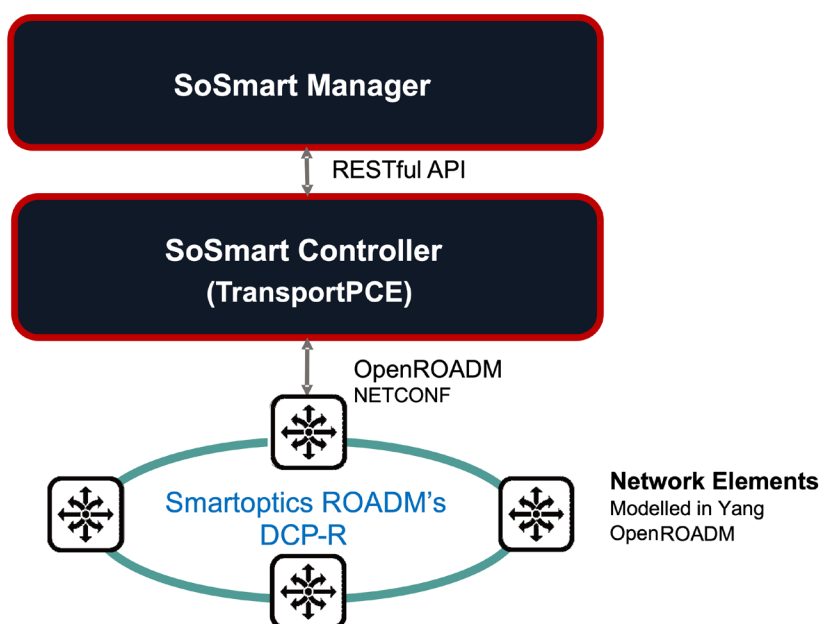 SoSmart Manager
RESTful API
SoSmart Controller
(TransportPCE)
OpenROADM
NETCONF
Smartoptics ROADM's
DCP-R
Network Elements
Modelled in Yang
OpenROADM